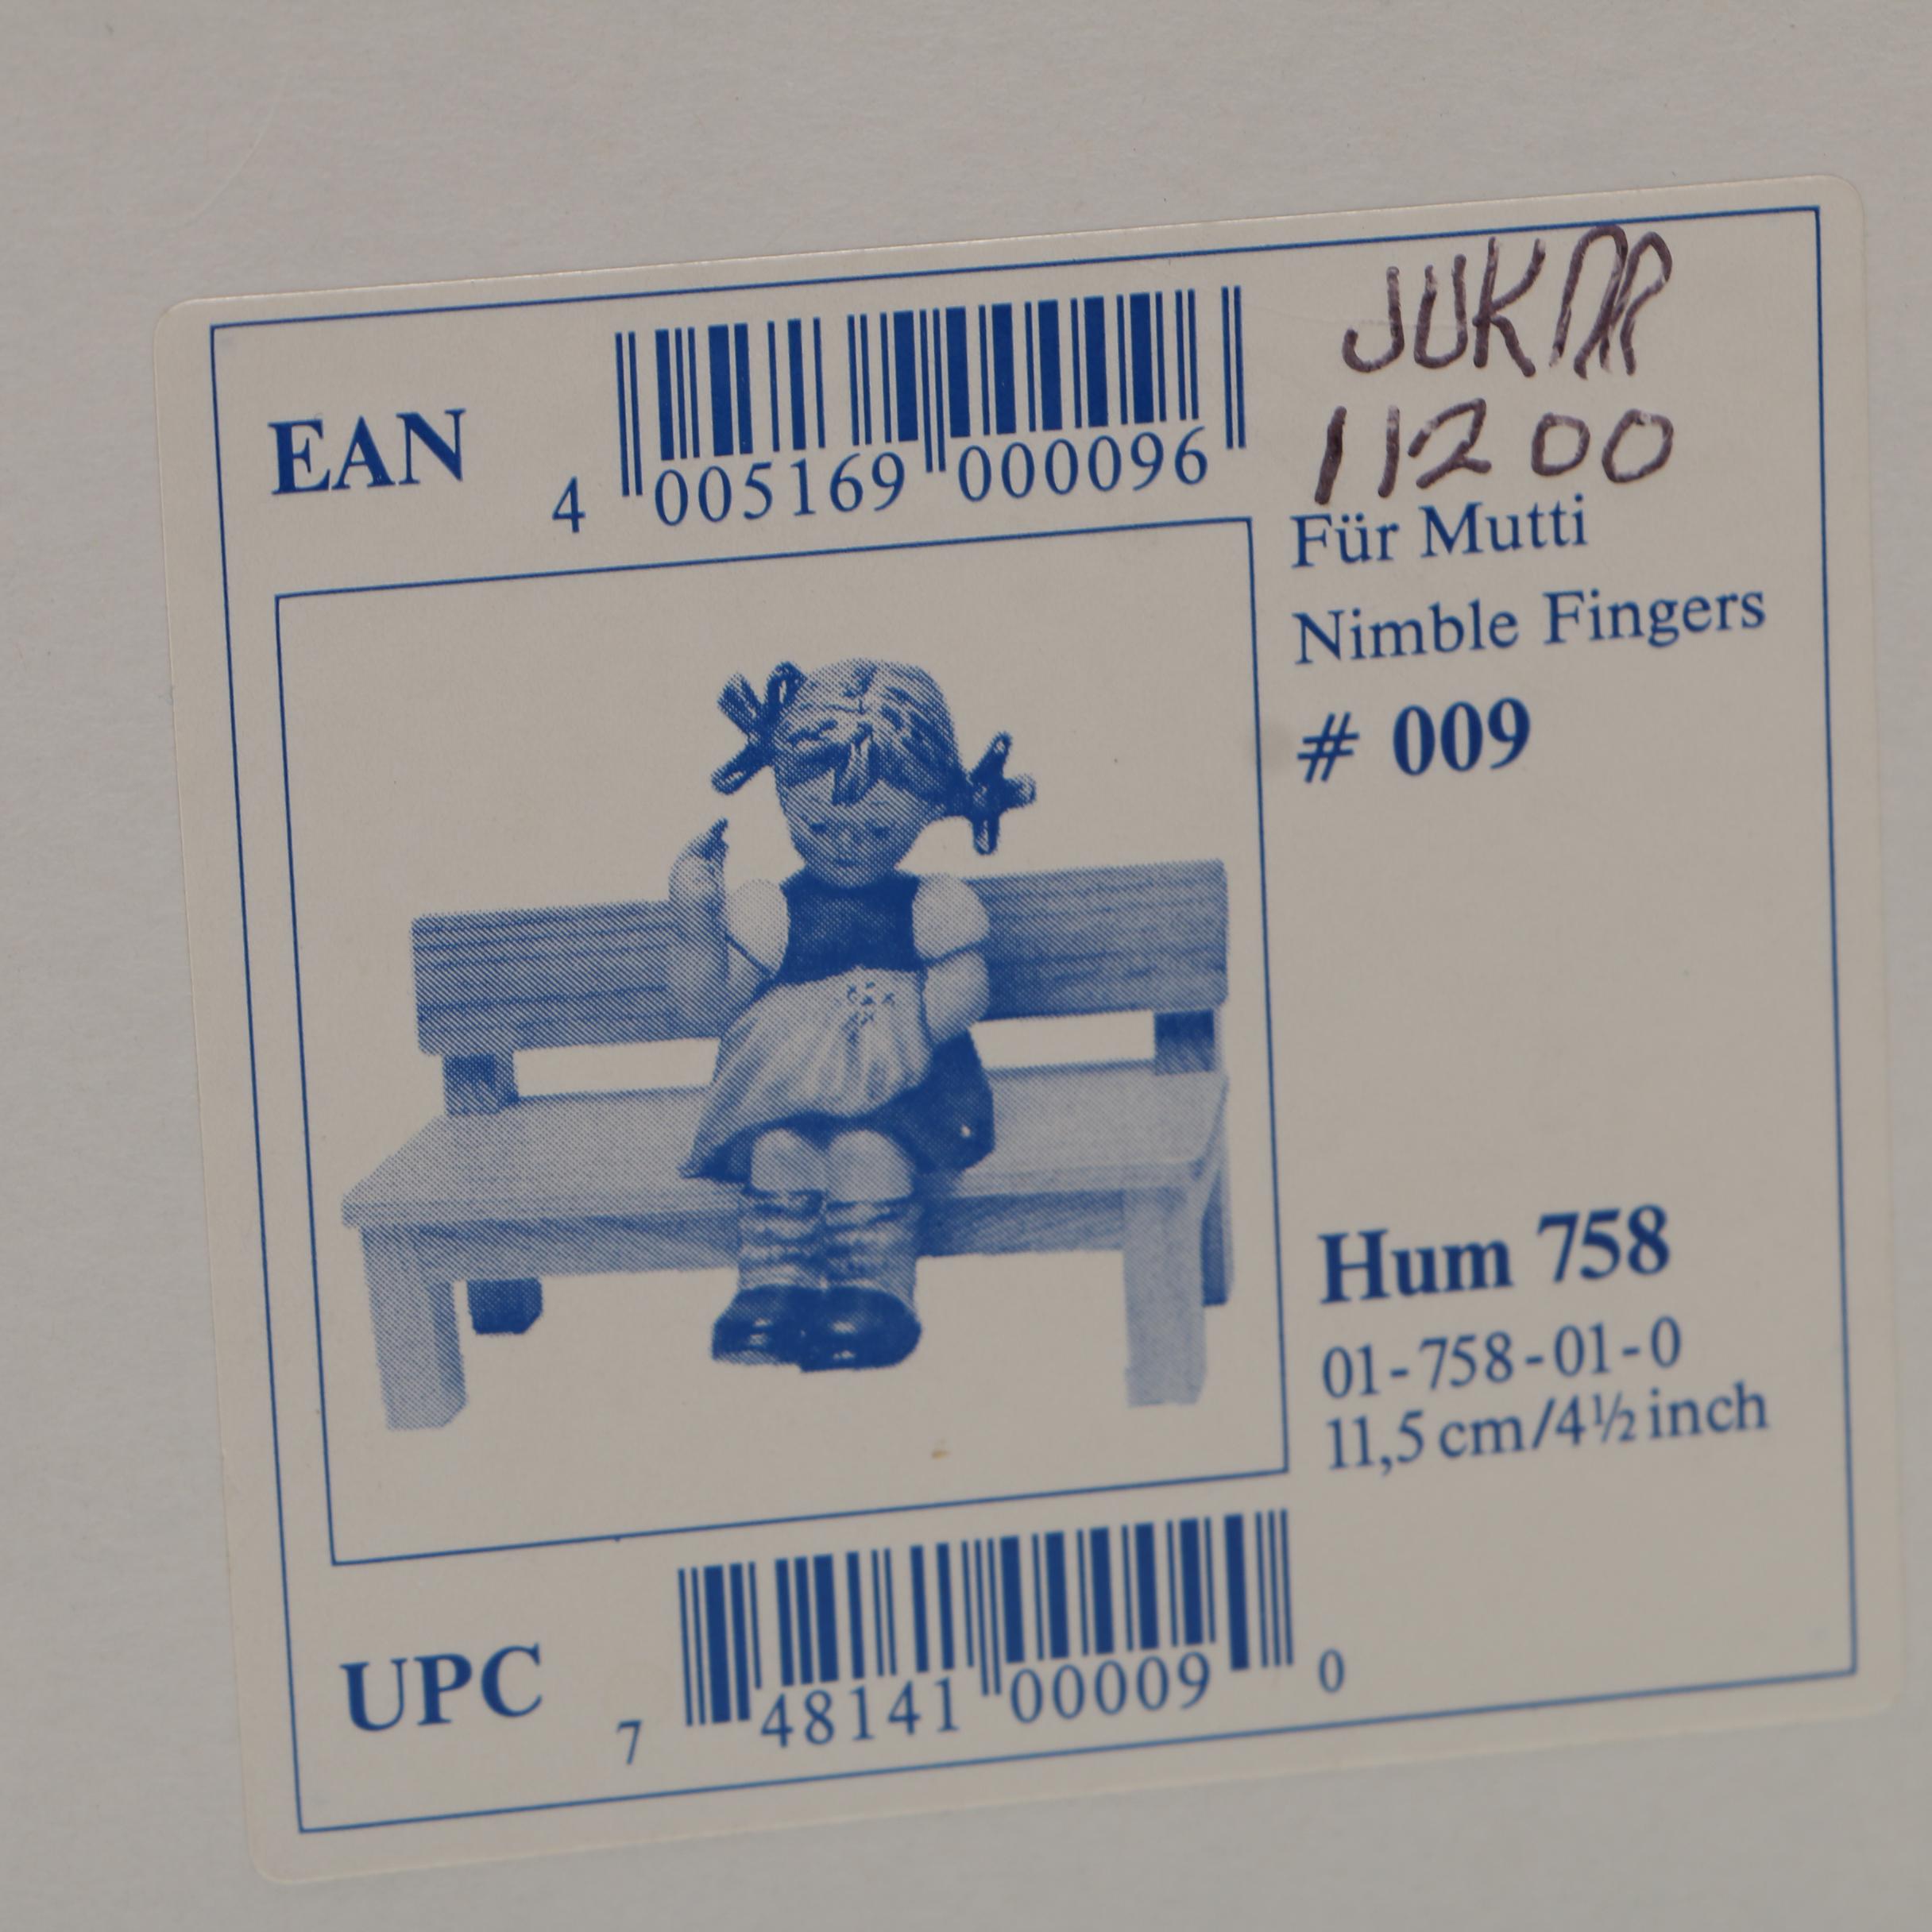 EAN
4 005169 000096
11200
Für Mutti
Nimble Fingers
# 009
Hum 758
01-758-01-0
11,5 cm/4½ inch
UPC
7 48141 00009 0